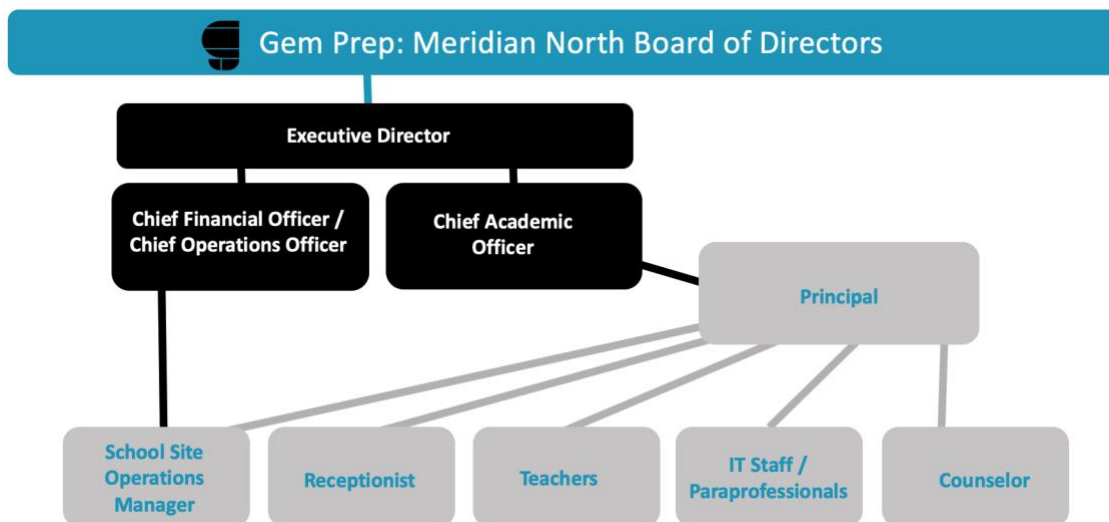 Gem Prep: Meridian North Board of Directors
Executive Director
Chief Financial Officer /
Chief Operations Officer
Chief Academic
Officer
Principal
School Site
Operations
Manager
Receptionist
Teachers
IT Staff /
Paraprofessionals
Counselor